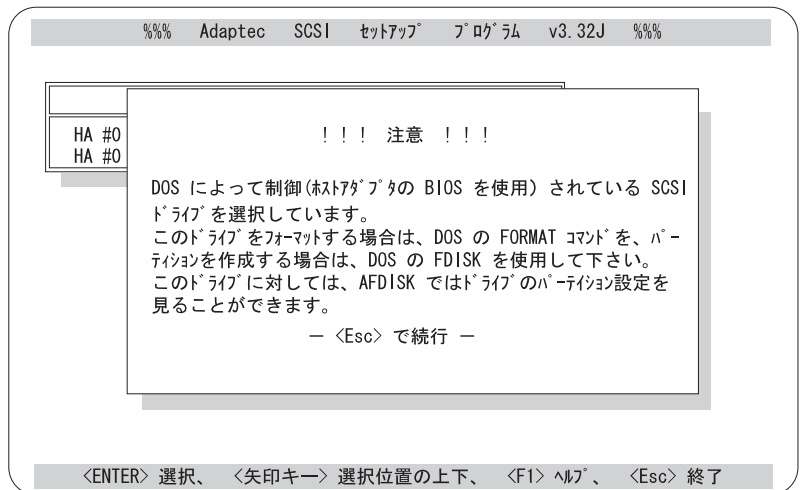 %%% Adaptec SCSI ｾｯﾄｱｯﾌﾟ ﾌﾟﾛｸﾞﾗﾑ v3.32J %%%
HA #0
HA #0
！！！ 注意 ！！！
DOS によって制御(ﾎｽﾄｱﾀﾞﾌﾟﾀの BIOS を使用) されている SCSI
ﾄﾞﾗｲﾌﾞを選択しています。
このﾄﾞﾗｲﾌﾞをﾌｫｰﾏｯﾄする場合は、DOS の FORMAT ｺﾏﾝﾄﾞを、ﾊﾟｰ
ﾃｨｼｮﾝを作成する場合は、DOS の FDISK を使用して下さい。
このﾄﾞﾗｲﾌﾞに対しては、AFDISK ではﾄﾞﾗｲﾌﾞのﾊﾟｰﾃｲｼｮﾝ設定を
見ることができます。
― <Esc> で続行 ―
<ENTER> 選択、 <矢印キー> 選択位置の上下、 <F1> ﾍﾙﾌﾟ、 <Esc> 終了